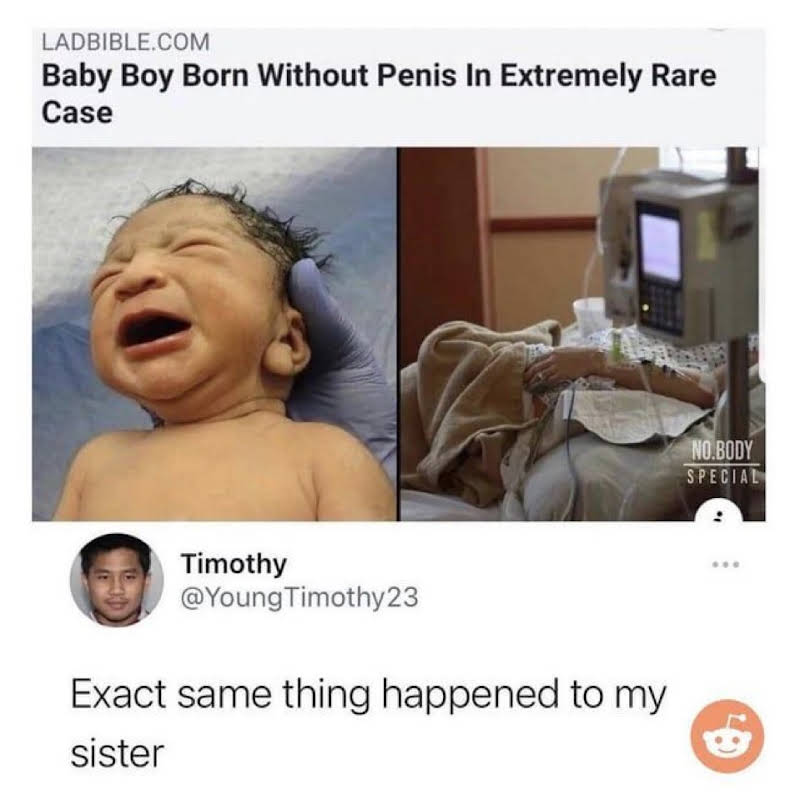 LADBIBLE.COM
Baby Boy Born Without Penis In Extremely Rare
Case
NO.BODY
SPECIAL
i
Timothy
@YoungTimothy23
Exact same thing happened to my
sister